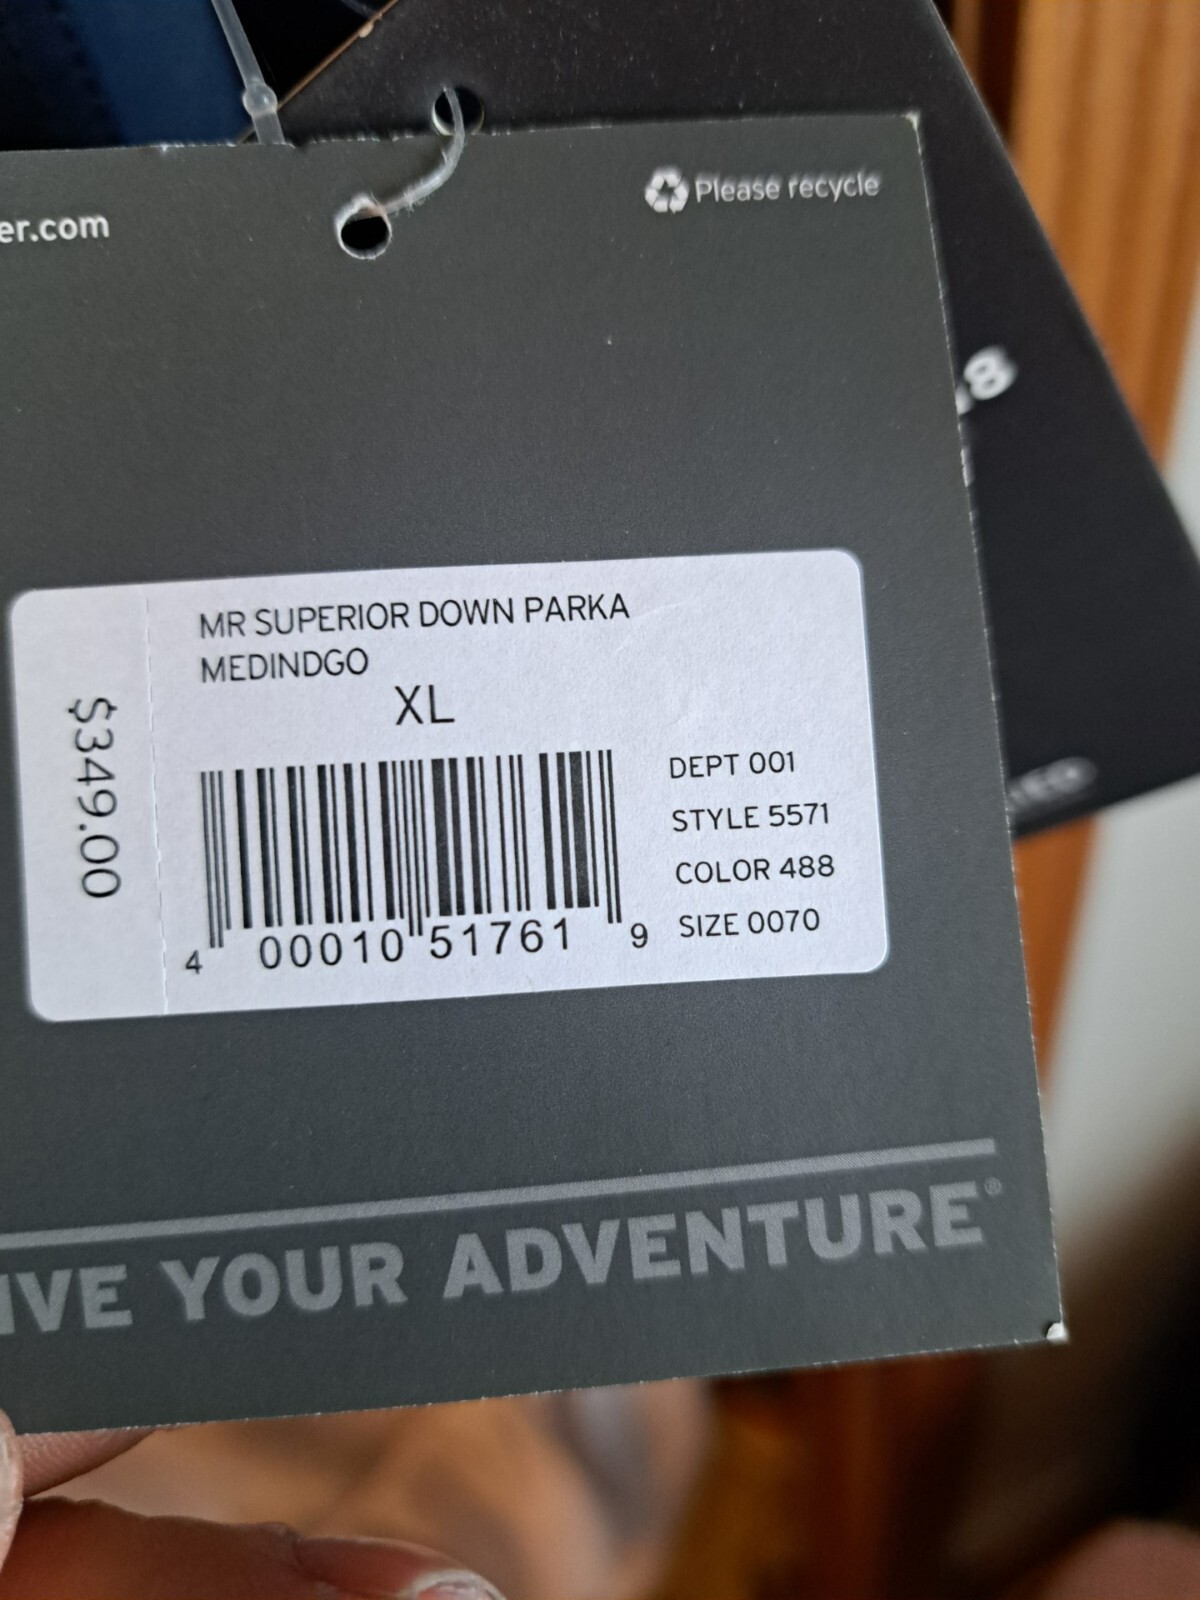 er.com
Please recycle
.8
MR SUPERIOR DOWN PARKA
MEDINDGO
XL
$349.00
DEPT 001
STYLE 5571
COLOR 488
SIZE 0070
4 00010 51761 9
IVE YOUR ADVENTURE®